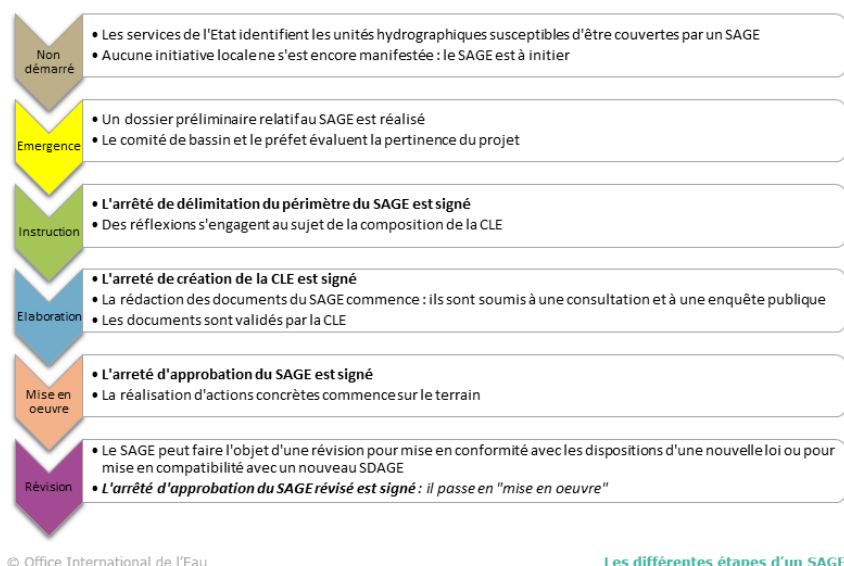 Non
démarré
• Les services de l'Etat identifient les unités hydrographiques susceptibles d'être couvertes par un SAGE
• Aucune initiative locale ne s'est encore manifestée : le SAGE est à initier
Emergence
• Un dossier préliminaire relatif au SAGE est réalisé
• Le comité de bassin et le préfet évaluent la pertinence du projet
Instruction
• L'arrêté de délimitation du périmètre du SAGE est signé
• Des réflexions s'engagent au sujet de la composition de la CLE
Elaboration
• L'arreté de création de la CLE est signé
• La rédaction des documents du SAGE commence : ils sont soumis à une consultation et à une enquête publique
• Les documents sont validés par la CLE
Mise en
oeuvre
• L'arreté d'approbation du SAGE est signé
• La réalisation d'actions concrètes commence sur le terrain
Révision
• Le SAGE peut faire l'objet d'une révision pour mise en conformité avec les dispositions d'une nouvelle loi ou pour
mise en compatibilité avec un nouveau SDAGE
• L'arrêté d'approbation du SAGE révisé est signé : il passe en "mise en oeuvre"
© Office International de l'Eau
Les différentes étapes d'un SAGE